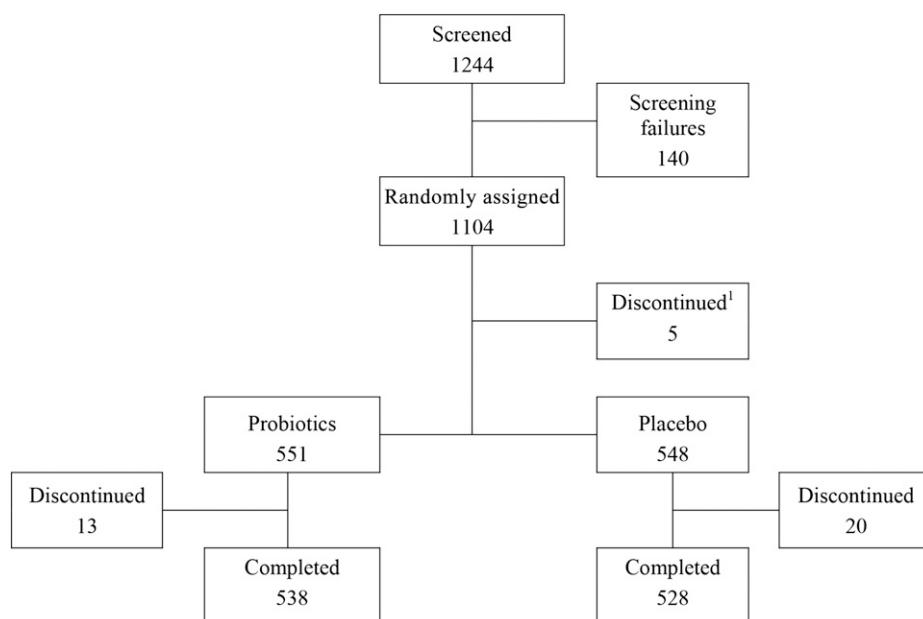 Screened
1244
Screening
failures
140
Randomly assigned
1104
Discontinued¹
5
Probiotics
551
Placebo
548
Discontinued
13
Discontinued
20
Completed
538
Completed
528